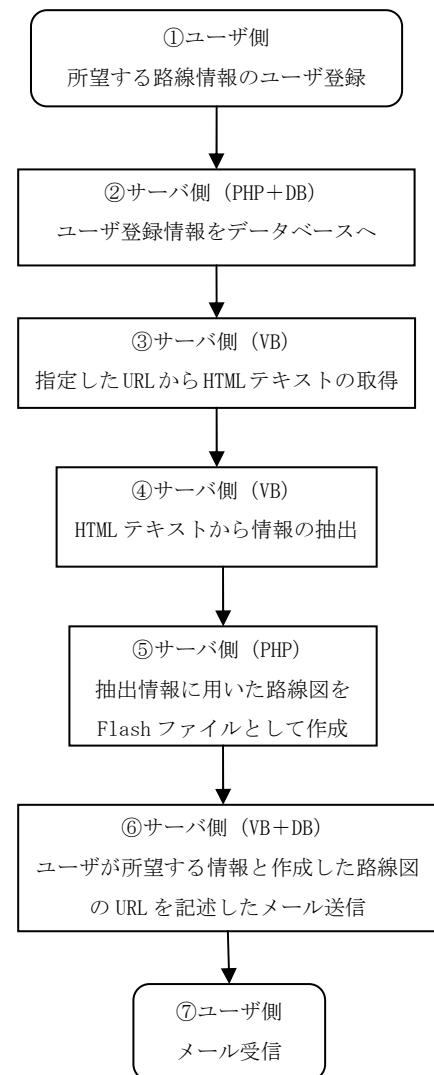 ①ユーザ側
所望する路線情報のユーザ登録
②サーバ側（PHP＋DB）
ユーザ登録情報をデータベースへ
③サーバ側（VB）
指定したURLからHTMLテキストの取得
④サーバ側（VB）
HTMLテキストから情報の抽出
⑤サーバ側（PHP）
抽出情報に用いた路線図を
Flashファイルとして作成
⑥サーバ側（VB＋DB）
ユーザが所望する情報と作成した路線図
のURLを記述したメール送信
⑦ユーザ側
メール受信